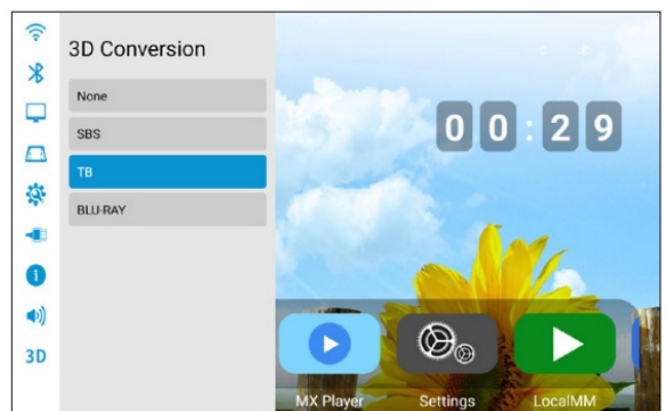 3D Conversion
None
SBS
TB
BLU-RAY
3D
00:29
MX Player
Settings
LocalMM